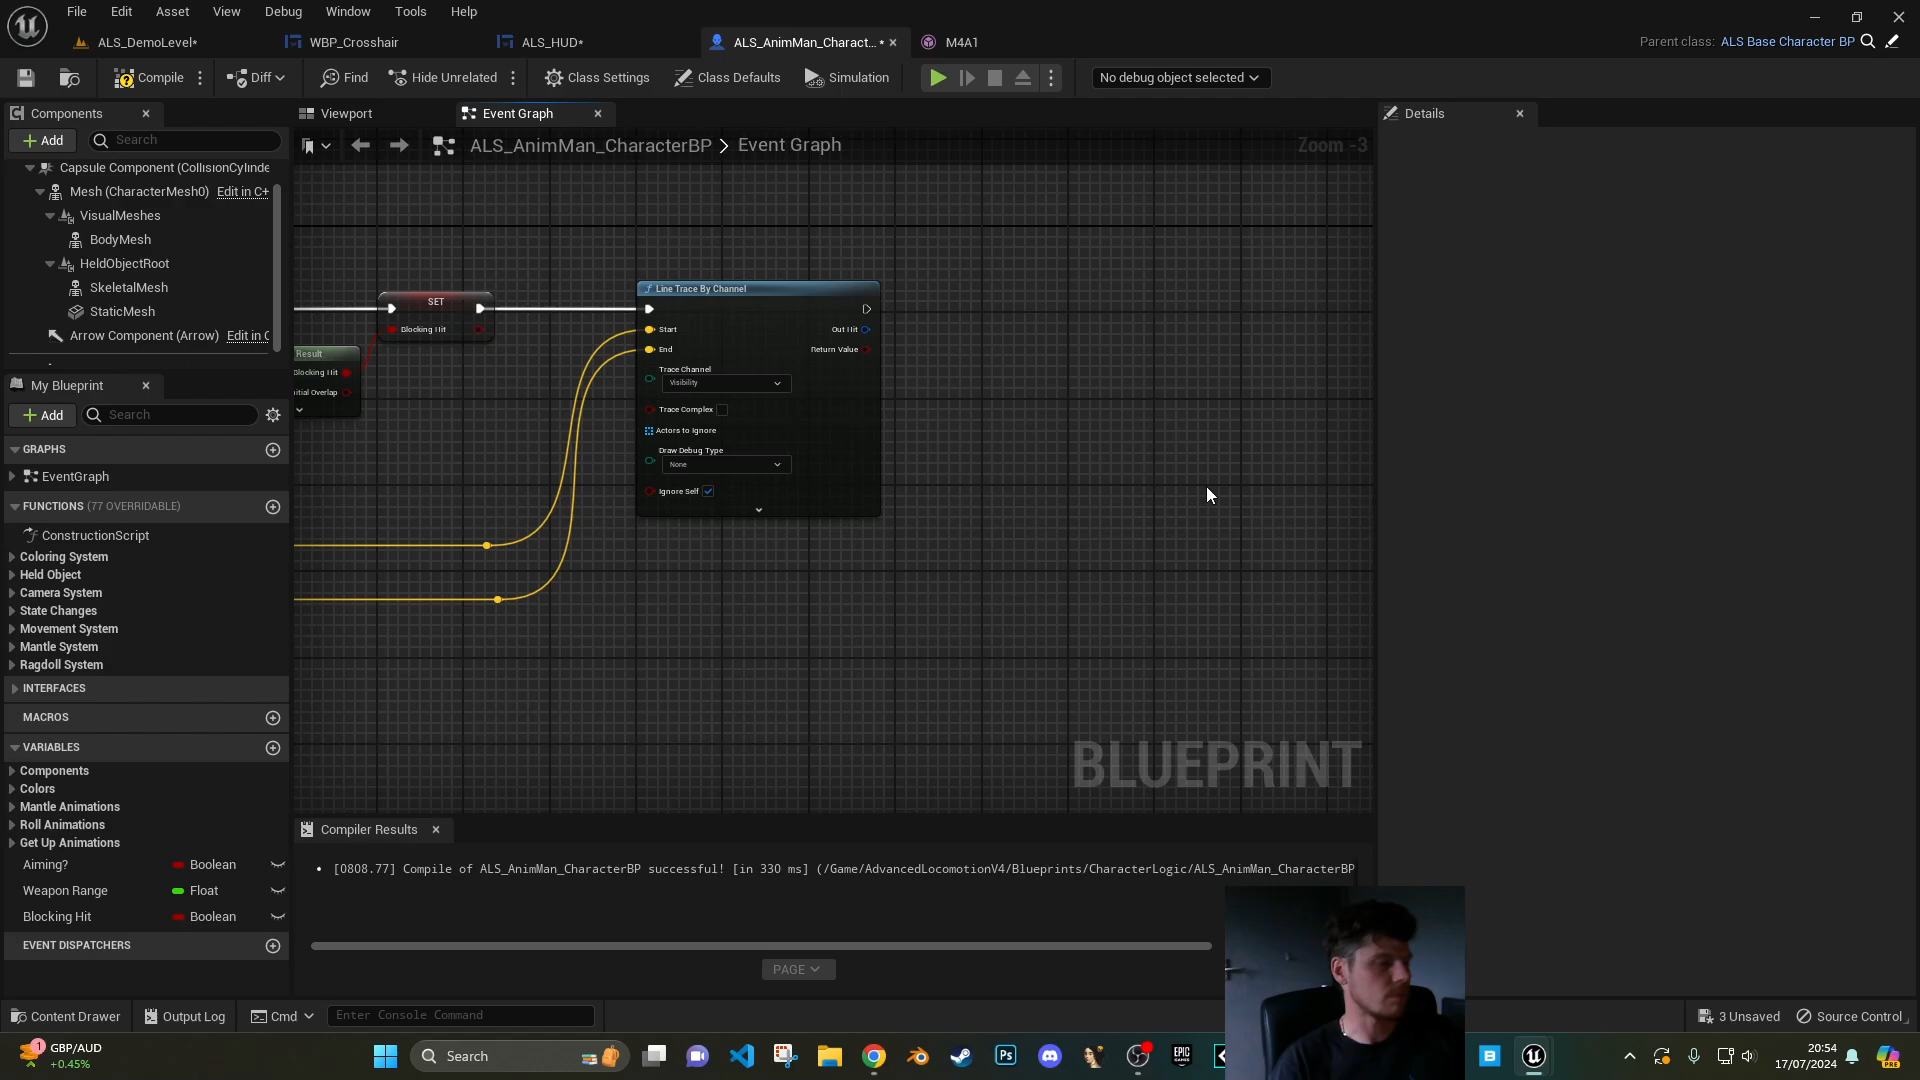 File Edit Asset View Debug Window Tools Help
ALS_DemoLevel* WBP_Crosshair ALS_HUD* ALS_AnimMan_Charact... * M4A1
Parent class: ALS Base Character BP
Compile Diff Find Hide Unrelated Class Settings Class Defaults Simulation No debug object selected
Components Viewport Event Graph Details
Add Search
ALS_AnimMan_CharacterBP > Event Graph
Zoom -3
Capsule Component (CollisionCylinde
Mesh (CharacterMesh0) Edit in C+
VisualMeshes
BodyMesh
HeldObjectRoot
SkeletalMesh
StaticMesh
Arrow Component (Arrow) Edit in C
SET
Blocking Hit
Result
Blocking Hit
Initial Overlap
Line Trace By Channel
Start
Out Hit
End
Return Value
Trace Channel
Visibility
Trace Complex
Actors to Ignore
Draw Debug Type
None
Ignore Self
BLUEPRINT
My Blueprint
Add Search
GRAPHS
EventGraph
FUNCTIONS (77 OVERRIDABLE)
ConstructionScript
Coloring System
Held Object
Camera System
State Changes
Movement System
Mantle System
Ragdoll System
INTERFACES
MACROS
VARIABLES
Components
Colors
Mantle Animations
Roll Animations
Get Up Animations
Aiming? Boolean
Weapon Range Float
Blocking Hit Boolean
EVENT DISPATCHERS
Compiler Results
[0808.77] Compile of ALS_AnimMan_CharacterBP successful! [in 330 ms] (/Game/AdvancedLocomotionV4/Blueprints/CharacterLogic/ALS_AnimMan_CharacterBP
PAGE
Content Drawer Output Log Cmd Enter Console Command 3 Unsaved Source Control
1 GBP/AUD
+0.45%
Search
Ps
EPIC GAMES
B
20:54
17/07/2024
PRE